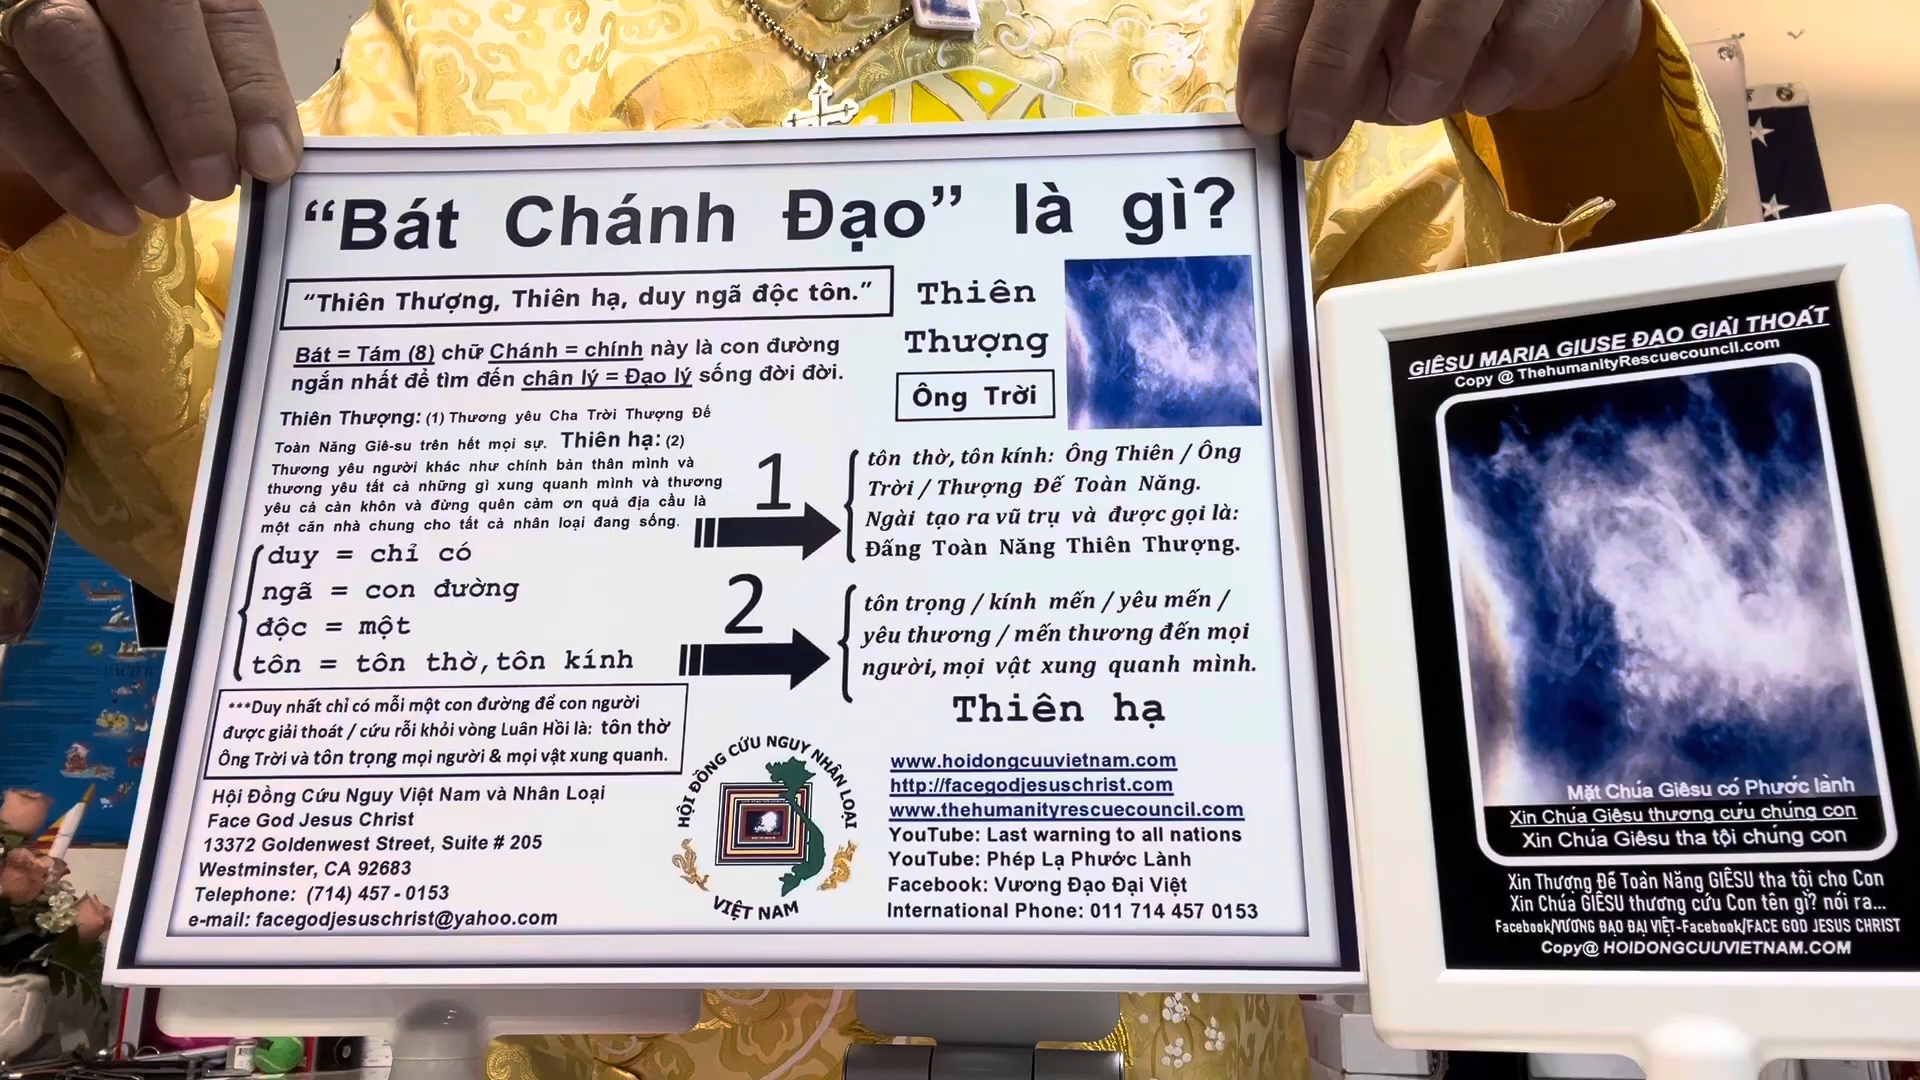 “Bát Chánh Đạo” là gì?
“Thiên Thượng, Thiên hạ, duy ngã độc tôn.”
Bát = Tám (8) chữ Chánh = chính này là con đường
ngắn nhất để tìm đến chân lý = Đạo lý sống đời đời.
Thiên Thượng: (1) Thương yêu Cha Trời Thượng Đế
Toàn Năng Giê-su trên hết mọi sự. Thiên hạ: (2)
Thương yêu người khác như chính bản thân mình và
thương yêu tất cả những gì xung quanh mình và thương
yêu cả càn khôn và đừng quên cảm ơn quả địa cầu là
một căn nhà chung cho tất cả nhân loại đang sống.
duy = chỉ có
ngã = con đường
độc = một
tôn = tôn thờ, tôn kính
***Duy nhất chỉ có mỗi một con đường để con người
được giải thoát / cứu rỗi khỏi vòng Luân Hồi là: tôn thờ
Ông Trời và tôn trọng mọi người & mọi vật xung quanh.
Hội Đồng Cứu Nguy Việt Nam và Nhân Loại
Face God Jesus Christ
13372 Goldenwest Street, Suite # 205
Westminster, CA 92683
Telephone: (714) 457 - 0153
e-mail: facegodjesuschrist@yahoo.com
Thiên
Thượng
Ông Trời
1
tôn thờ, tôn kính: Ông Thiên / Ông
Trời / Thượng Đế Toàn Năng.
Ngài tạo ra vũ trụ và được gọi là:
Đấng Toàn Năng Thiên Thượng.
2
tôn trọng / kính mến / yêu mến /
yêu thương / mến thương đến mọi
người, mọi vật xung quanh mình.
Thiên hạ
HỘI ĐỒNG CỨU NGUY NHÂN LOẠI
VIỆT NAM
www.hoidongcuuvietnam.com
http://facegodjesuschrist.com
www.thehumanityrescuecouncil.com
YouTube: Last warning to all nations
YouTube: Phép Lạ Phước Lành
Facebook: Vương Đạo Đại Việt
International Phone: 011 714 457 0153
GIÊSU MARIA GIUSE ĐẠO GIẢI THOÁT
Copy @ ThehumanityRescuecouncil.com
Mặt Chúa Giêsu có Phước lành
Xin Chúa Giêsu thương cứu chúng con
Xin Chúa Giêsu tha tội chúng con
Xin Thượng Đế Toàn Năng GIÊSU tha tội cho Con
Xin Chúa GIÊSU thương cứu Con tên gì? nói ra...
Facebook/VƯƠNG ĐẠO ĐẠI VIỆT-Facebook/FACE GOD JESUS CHRIST
Copy@ HOIDONGCUUVIETNAM.COM